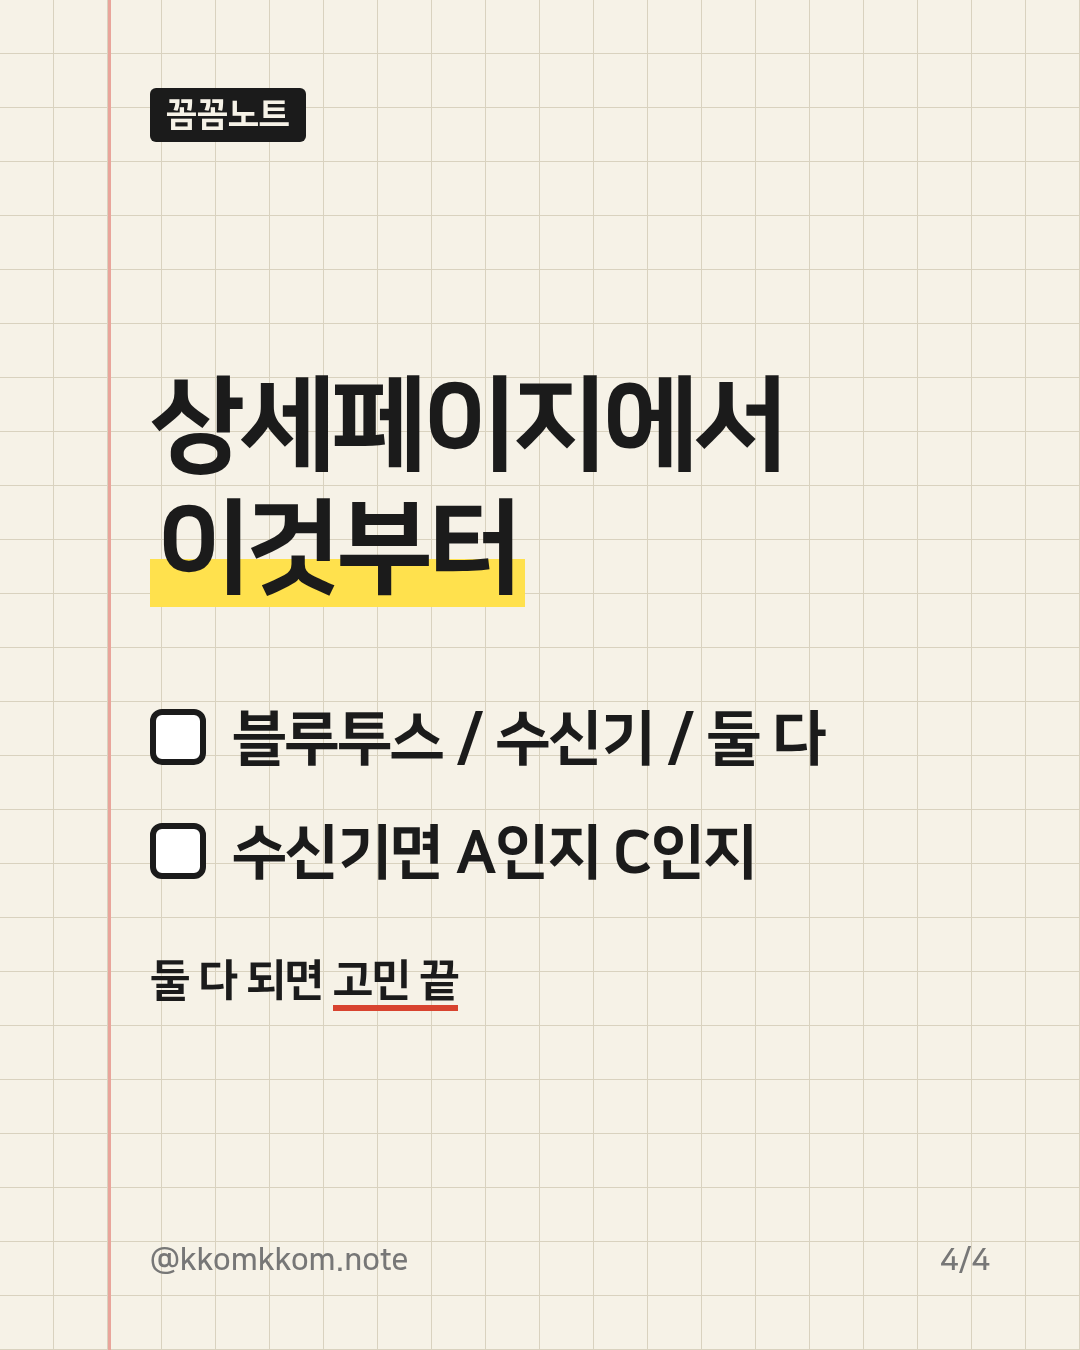 꼼꼼노트
상세페이지에서
이것부터
블루투스 / 수신기 / 둘 다
수신기면 A인지 C인지
둘 다 되면 고민 끝
@kkomkkom.note
4/4